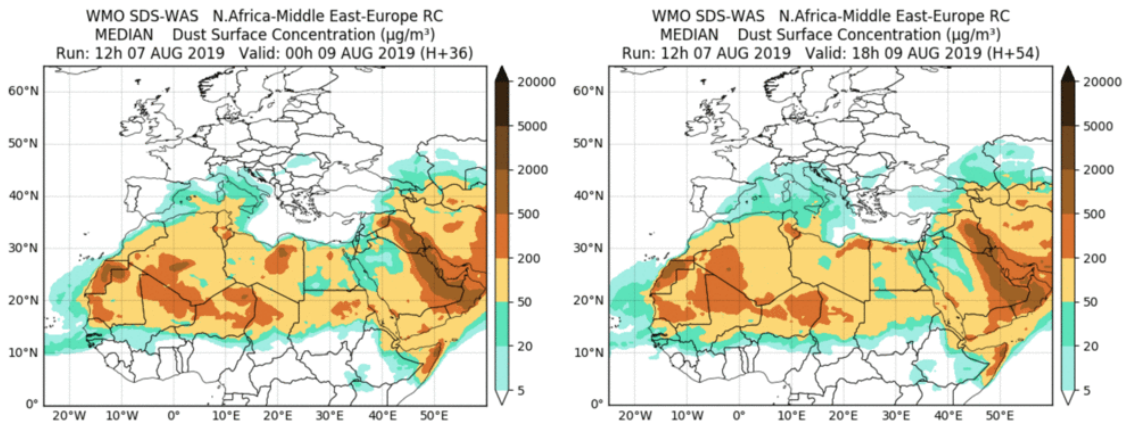 WMO SDS-WAS N.Africa-Middle East-Europe RC
MEDIAN Dust Surface Concentration (µg/m³)
Run: 12h 07 AUG 2019 Valid: 00h 09 AUG 2019 (H+36)
60°N
50°N
40°N
30°N
20°N
10°N
0°
20°W 10°W 0° 10°E 20°E 30°E 40°E 50°E
20000
5000
2000
500
200
50
20
5
WMO SDS-WAS N.Africa-Middle East-Europe RC
MEDIAN Dust Surface Concentration (µg/m³)
Run: 12h 07 AUG 2019 Valid: 18h 09 AUG 2019 (H+54)
60°N
50°N
40°N
30°N
20°N
10°N
0°
20°W 10°W 0° 10°E 20°E 30°E 40°E 50°E
20000
5000
2000
500
200
50
20
5